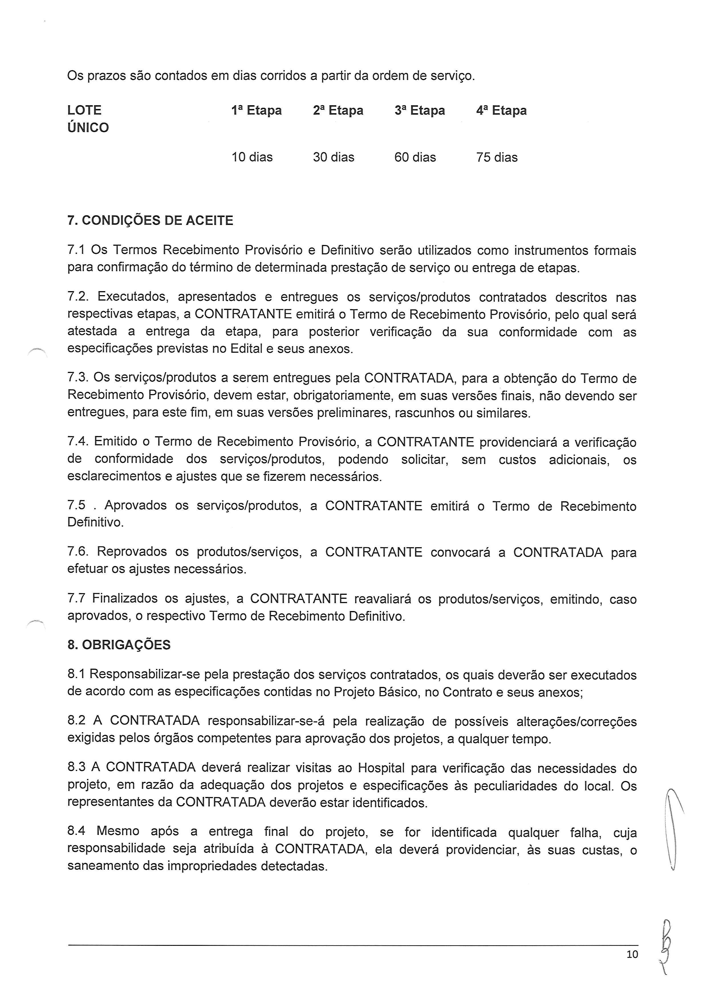 Os prazos são contados em dias corridos a partir da ordem de serviço.
LOTE ÚNICO 1ª Etapa 2ª Etapa 3ª Etapa 4ª Etapa
10 dias 30 dias 60 dias 75 dias
7. CONDIÇÕES DE ACEITE
7.1 Os Termos Recebimento Provisório e Definitivo serão utilizados como instrumentos formais
para confirmação do término de determinada prestação de serviço ou entrega de etapas.
7.2. Executados, apresentados e entregues os serviços/produtos contratados descritos nas
respectivas etapas, a CONTRATANTE emitirá o Termo de Recebimento Provisório, pelo qual será
atestada a entrega da etapa, para posterior verificação da sua conformidade com as
especificações previstas no Edital e seus anexos.
7.3. Os serviços/produtos a serem entregues pela CONTRATADA, para a obtenção do Termo de
Recebimento Provisório, devem estar, obrigatoriamente, em suas versões finais, não devendo ser
entregues, para este fim, em suas versões preliminares, rascunhos ou similares.
7.4. Emitido o Termo de Recebimento Provisório, a CONTRATANTE providenciará a verificação
de conformidade dos serviços/produtos, podendo solicitar, sem custos adicionais, os
esclarecimentos e ajustes que se fizerem necessários.
7.5 . Aprovados os serviços/produtos, a CONTRATANTE emitirá o Termo de Recebimento
Definitivo.
7.6. Reprovados os produtos/serviços, a CONTRATANTE convocará a CONTRATADA para
efetuar os ajustes necessários.
7.7 Finalizados os ajustes, a CONTRATANTE reavaliará os produtos/serviços, emitindo, caso
aprovados, o respectivo Termo de Recebimento Definitivo.
8. OBRIGAÇÕES
8.1 Responsabilizar-se pela prestação dos serviços contratados, os quais deverão ser executados
de acordo com as especificações contidas no Projeto Básico, no Contrato e seus anexos;
8.2 A CONTRATADA responsabilizar-se-á pela realização de possíveis alterações/correções
exigidas pelos órgãos competentes para aprovação dos projetos, a qualquer tempo.
8.3 A CONTRATADA deverá realizar visitas ao Hospital para verificação das necessidades do
projeto, em razão da adequação dos projetos e especificações às peculiaridades do local. Os
representantes da CONTRATADA deverão estar identificados.
8.4 Mesmo após a entrega final do projeto, se for identificada qualquer falha, cuja
responsabilidade seja atribuída à CONTRATADA, ela deverá providenciar, às suas custas, o
saneamento das impropriedades detectadas.
10